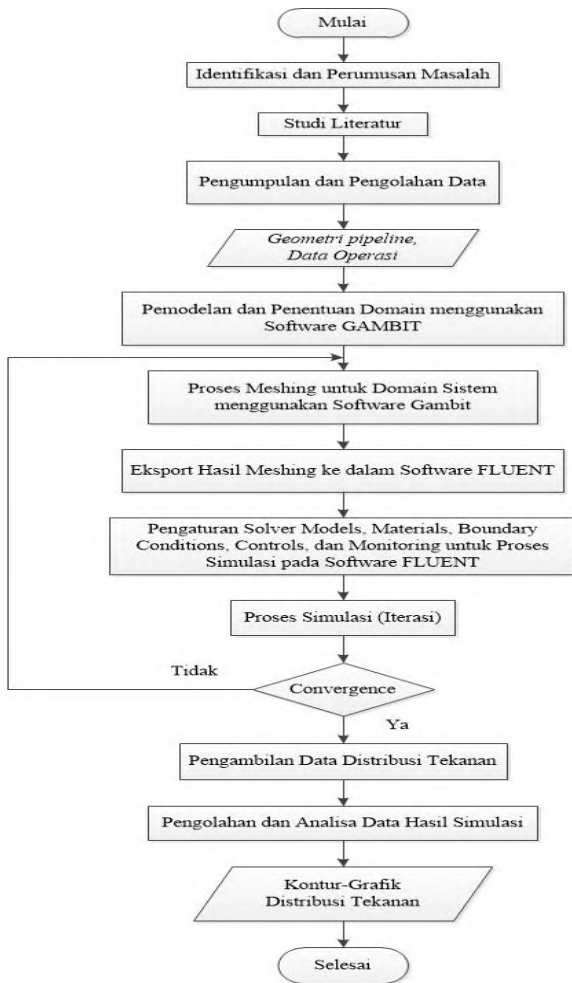 Mulai
Identifikasi dan Perumusan Masalah
Studi Literatur
Pengumpulan dan Pengolahan Data
Geometri pipeline,
Data Operasi
Pemodelan dan Penentuan Domain menggunakan
Software GAMBIT
Proses Meshing untuk Domain Sistem
menggunakan Software Gambit
Eksport Hasil Meshing ke dalam Software FLUENT
Pengaturan Solver Models, Materials, Boundary
Conditions, Controls, dan Monitoring untuk Proses
Simulasi pada Software FLUENT
Proses Simulasi (Iterasi)
Tidak
Convergence
Ya
Pengambilan Data Distribusi Tekanan
Pengolahan dan Analisa Data Hasil Simulasi
Kontur-Grafik
Distribusi Tekanan
Selesai